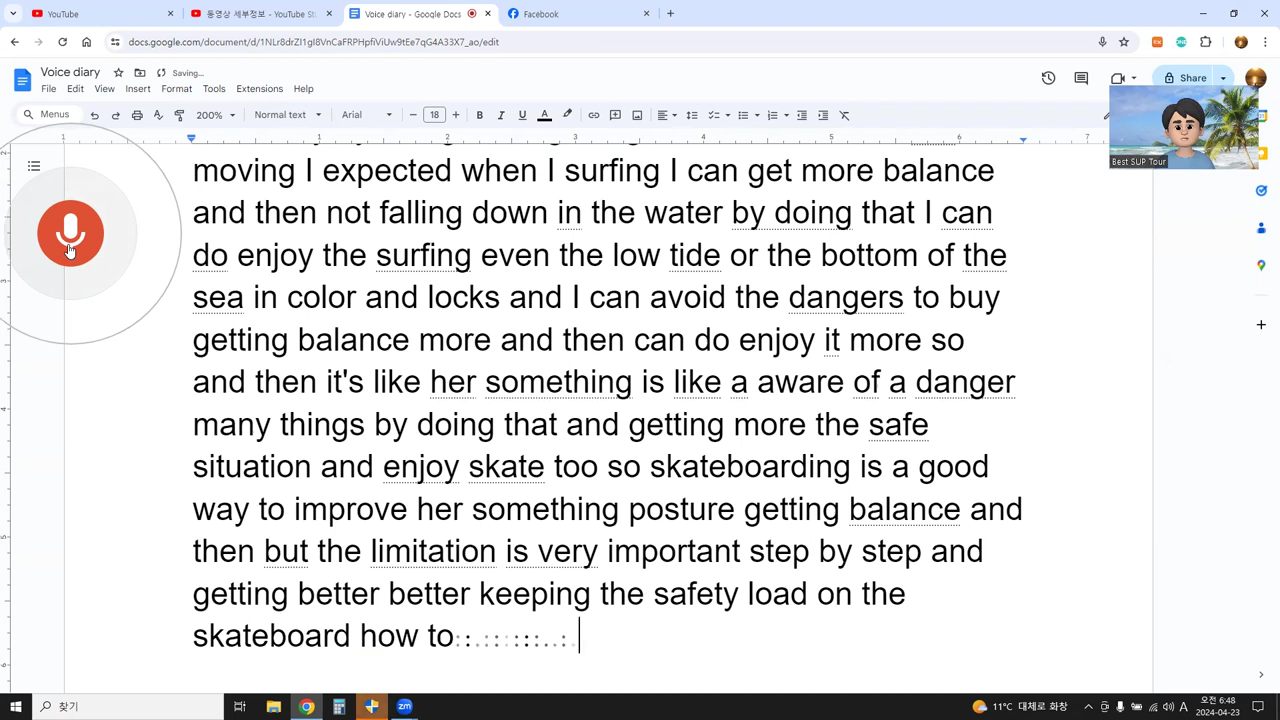 YouTube
동영상 세부정보 - YouTube St
Voice diary - Google Docs
Facebook
docs.google.com/document/d/1NLr8drZI1gI8VnCaFRPHpfiViUw9tEe7qG4A33X7_ao/edit
Voice diary
Saving...
File Edit View Insert Format Tools Extensions Help
Share
Menus
200%
Normal text
Arial
18
B I U A
1 1 2 3 4 5 6 7
Best SUP Tour
moving I expected when I surfing I can get more balance
and then not falling down in the water by doing that I can
do enjoy the surfing even the low tide or the bottom of the
sea in color and locks and I can avoid the dangers to buy
getting balance more and then can do enjoy it more so
and then it's like her something is like a aware of a danger
many things by doing that and getting more the safe
situation and enjoy skate too so skateboarding is a good
way to improve her something posture getting balance and
then but the limitation is very important step by step and
getting better better keeping the safety load on the
skateboard how to
찾기
zm
11°C 대체로 화창
A
오전 6:48
2024-04-23